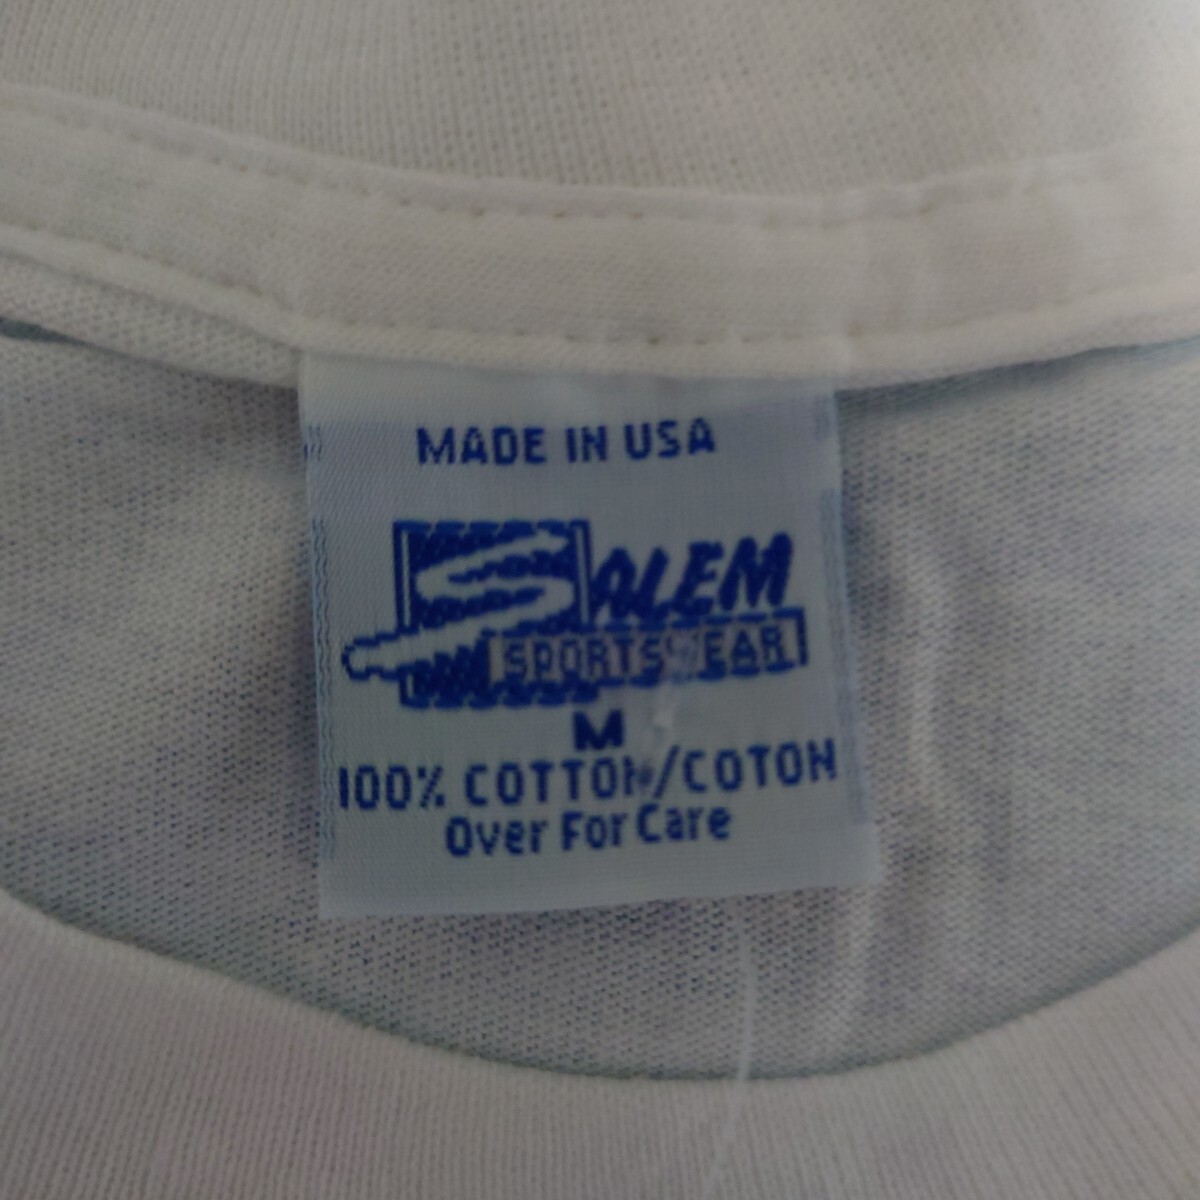 MADE IN USA
SALEM
SPORTSWEAR
M
100% COTTON/COTON
Over For Care